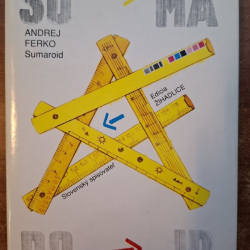 SU
MA
ANDREJ
FERKO
Sumaroid
Edícia
ŽIHADLICE
Slovenský spisovateľ
RO
ID